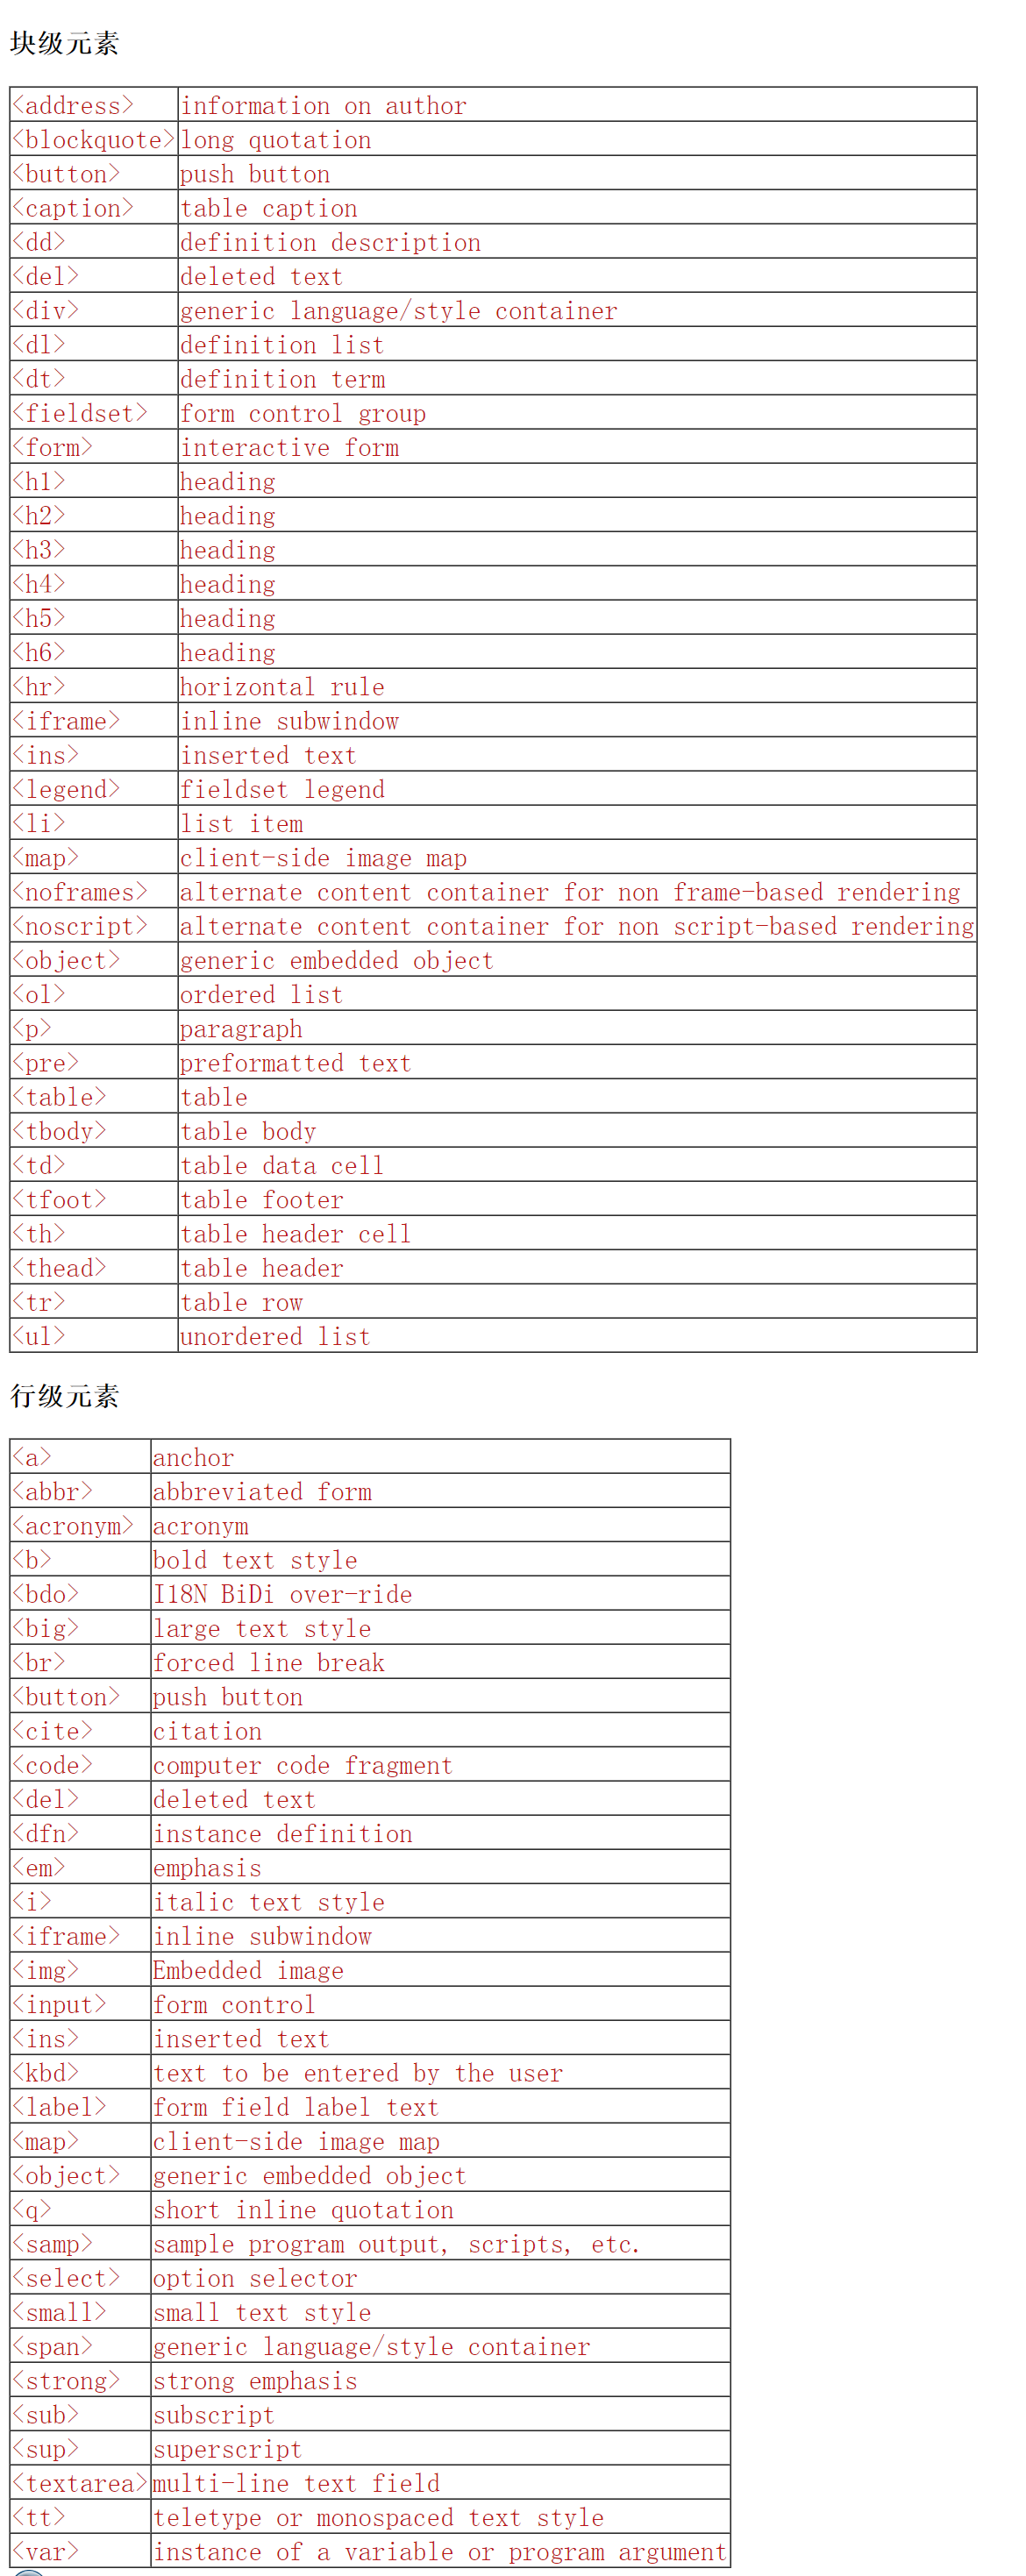 块级元素
<address> information on author
<blockquote> long quotation
<button> push button
<caption> table caption
<dd> definition description
<del> deleted text
<div> generic language/style container
<dl> definition list
<dt> definition term
<fieldset> form control group
<form> interactive form
<h1> heading
<h2> heading
<h3> heading
<h4> heading
<h5> heading
<h6> heading
<hr> horizontal rule
<iframe> inline subwindow
<ins> inserted text
<legend> fieldset legend
<li> list item
<map> client-side image map
<noframes> alternate content container for non frame-based rendering
<noscript> alternate content container for non script-based rendering
<object> generic embedded object
<ol> ordered list
<p> paragraph
<pre> preformatted text
<table> table
<tbody> table body
<td> table data cell
<tfoot> table footer
<th> table header cell
<thead> table header
<tr> table row
<ul> unordered list
行级元素
<a> anchor
<abbr> abbreviated form
<acronym> acronym
<b> bold text style
<bdo> I18N BiDi over-ride
<big> large text style
<br> forced line break
<button> push button
<cite> citation
<code> computer code fragment
<del> deleted text
<dfn> instance definition
<em> emphasis
<i> italic text style
<iframe> inline subwindow
<img> Embedded image
<input> form control
<ins> inserted text
<kbd> text to be entered by the user
<label> form field label text
<map> client-side image map
<object> generic embedded object
<q> short inline quotation
<samp> sample program output, scripts, etc.
<select> option selector
<small> small text style
<span> generic language/style container
<strong> strong emphasis
<sub> subscript
<sup> superscript
<textarea> multi-line text field
<tt> teletype or monospaced text style
<var> instance of a variable or program argument